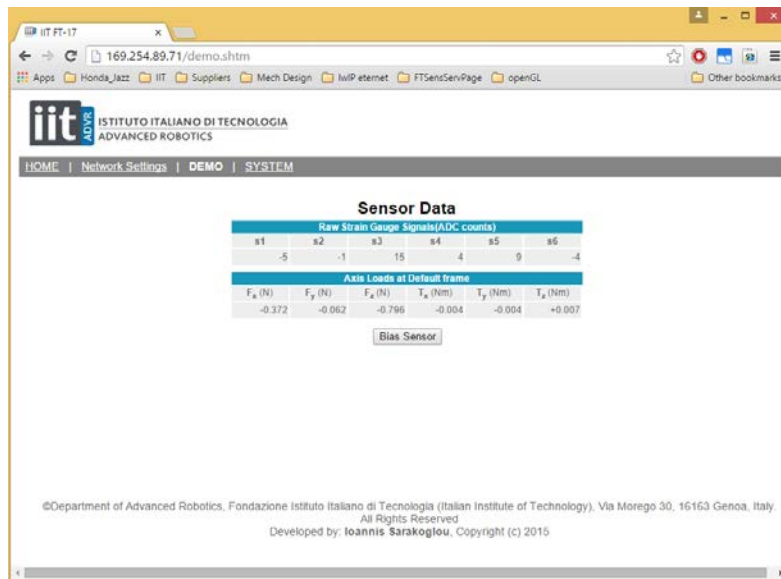 IIT FT-17
169.254.89.71/demo.shtm
Apps Honda_Jazz IIT Suppliers Mech Design lwIP eternet FTSensServPage openGL Other bookmarks
iit ADVR ISTITUTO ITALIANO DI TECNOLOGIA
ADVANCED ROBOTICS
HOME | Network Settings | DEMO | SYSTEM
Sensor Data
Raw Strain Gauge Signals(ADC counts)
s1 s2 s3 s4 s5 s6
-5 -1 15 4 9 -4
Axis Loads at Default frame
Fx (N) Fy (N) Fz (N) Tx (Nm) Ty (Nm) Tz (Nm)
-0.372 -0.062 -0.796 -0.004 -0.004 +0.007
Bias Sensor
©Department of Advanced Robotics, Fondazione Istituto Italiano di Tecnologia (Italian Institute of Technology), Via Morego 30, 16163 Genoa, Italy.
All Rights Reserved
Developed by: Ioannis Sarakoglou, Copyright (c) 2015